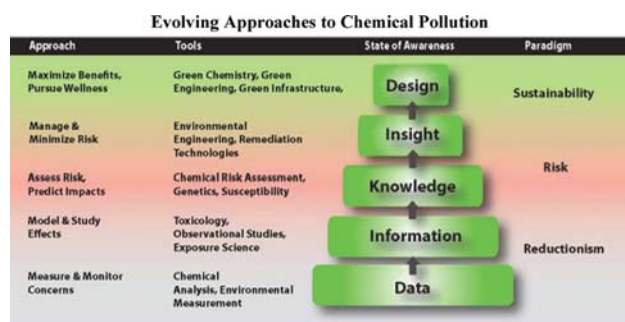 Evolving Approaches to Chemical Pollution
Approach Tools State of Awareness Paradigm
Maximize Benefits,
Pursue Wellness
Green Chemistry, Green
Engineering, Green Infrastructure,
Design
Sustainability
Manage &
Minimize Risk
Environmental
Engineering, Remediation
Technologies
Insight
Risk
Assess Risk,
Predict Impacts
Chemical Risk Assessment,
Genetics, Susceptibility
Knowledge
Model & Study
Effects
Toxicology,
Observational Studies,
Exposure Science
Information
Reductionism
Measure & Monitor
Concerns
Chemical
Analysis, Environmental
Measurement
Data